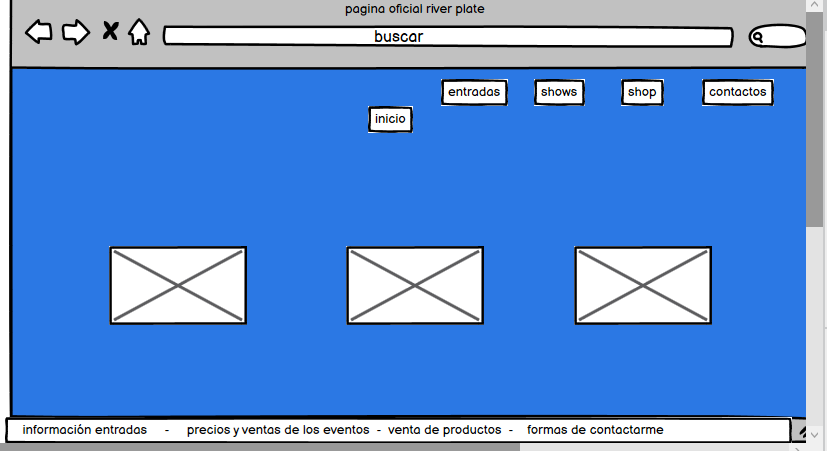 pagina oficial river plate
buscar
entradas shows shop contactos
inicio
información entradas - precios y ventas de los eventos - venta de productos - formas de contactarme